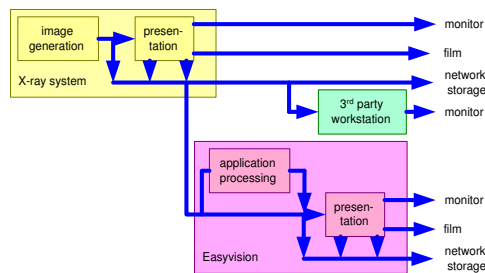 image
generation
presen-
tation
X-ray system
monitor
film
network
storage
3rd party
workstation
monitor
application
processing
presen-
tation
Easyvision
monitor
film
network
storage